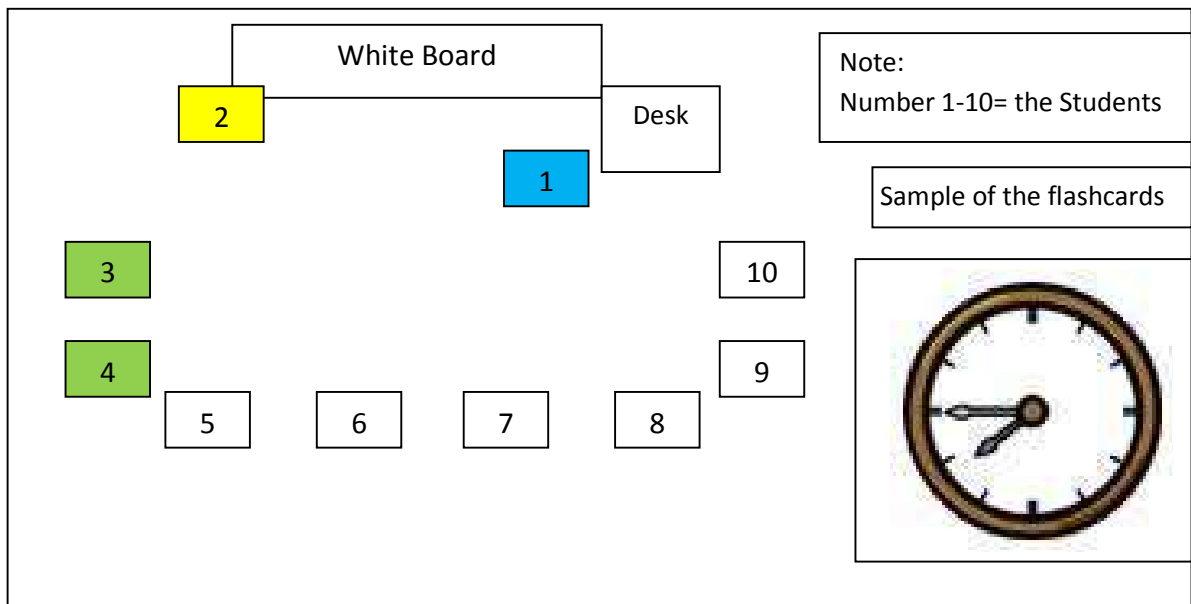 White Board
Note:
Number 1-10= the Students
2
Desk
1
Sample of the flashcards
3
10
4
9
5
6
7
8